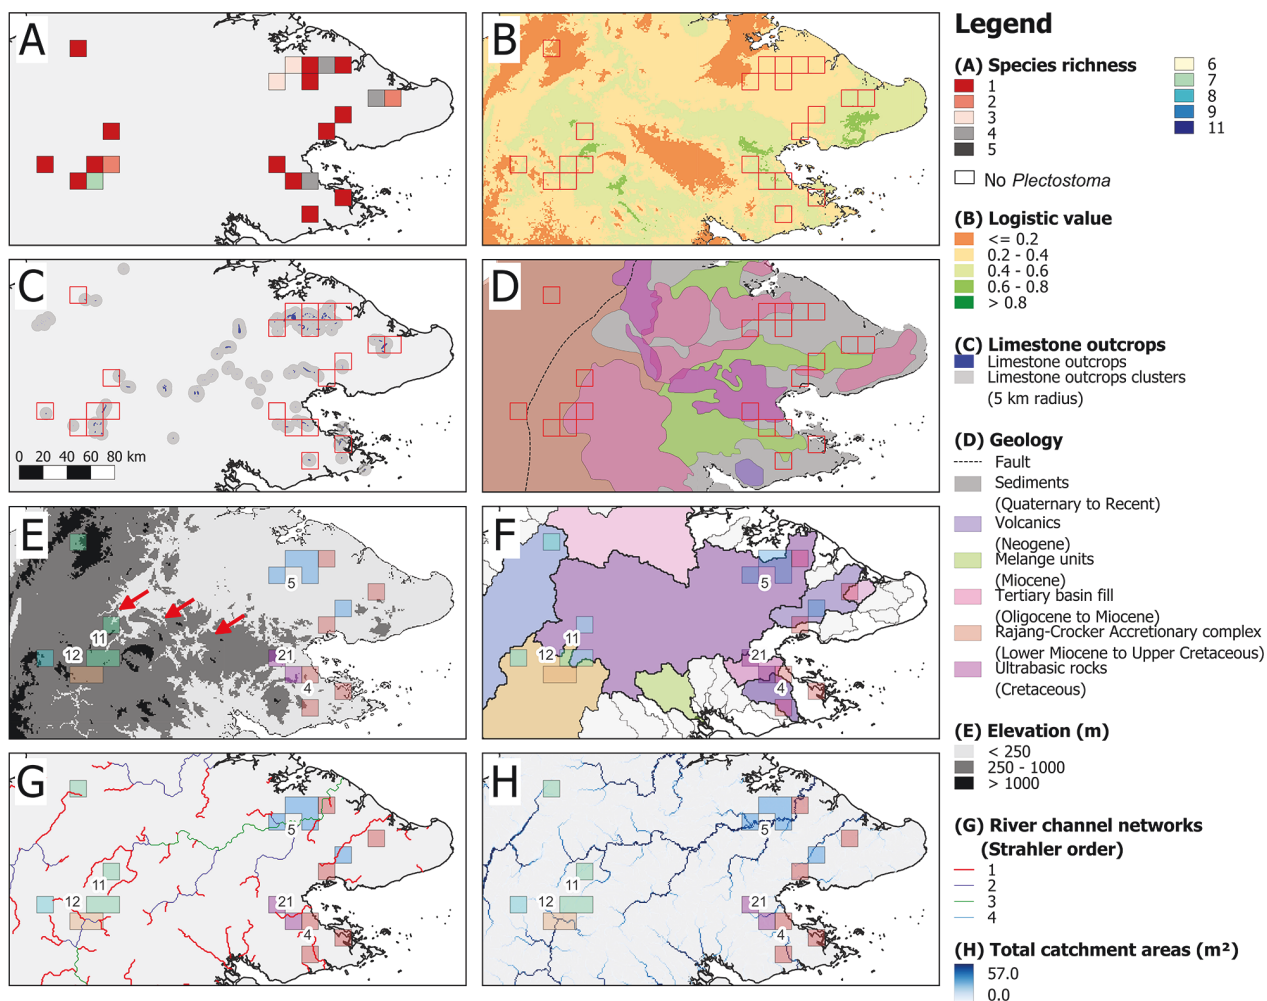 A
B
C
0 20 40 60 80 km
D
E
5
11
12
21
4
F
5
11
12
21
4
G
5
11
12
21
4
H
5
11
12
21
4
Legend
(A) Species richness
1
2
3
4
5
6
7
8
9
11
No Plectostoma
(B) Logistic value
<= 0.2
0.2 - 0.4
0.4 - 0.6
0.6 - 0.8
> 0.8
(C) Limestone outcrops
Limestone outcrops
Limestone outcrops clusters
(5 km radius)
(D) Geology
Fault
Sediments
(Quaternary to Recent)
Volcanics
(Neogene)
Melange units
(Miocene)
Tertiary basin fill
(Oligocene to Miocene)
Rajang-Crocker Accretionary complex
(Lower Miocene to Upper Cretaceous)
Ultrabasic rocks
(Cretaceous)
(E) Elevation (m)
< 250
250 - 1000
> 1000
(G) River channel networks
(Strahler order)
1
2
3
4
(H) Total catchment areas (m²)
57.0
0.0